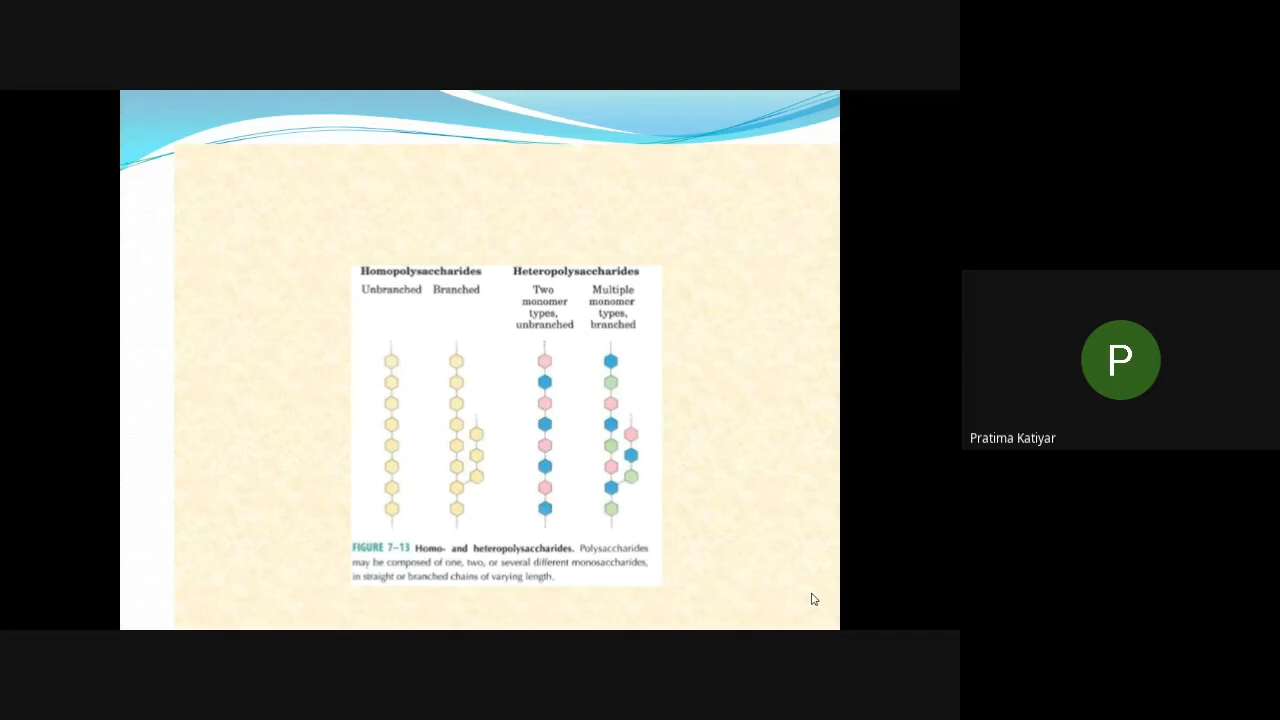 Homopolysaccharides
Heteropolysaccharides
Unbranched
Branched
Two
monomer
types,
unbranched
Multiple
monomer
types,
branched
FIGURE 7–13 Homo- and heteropolysaccharides. Polysaccharides
may be composed of one, two, or several different monosaccharides,
in straight or branched chains of varying length.
P
Pratima Katiyar